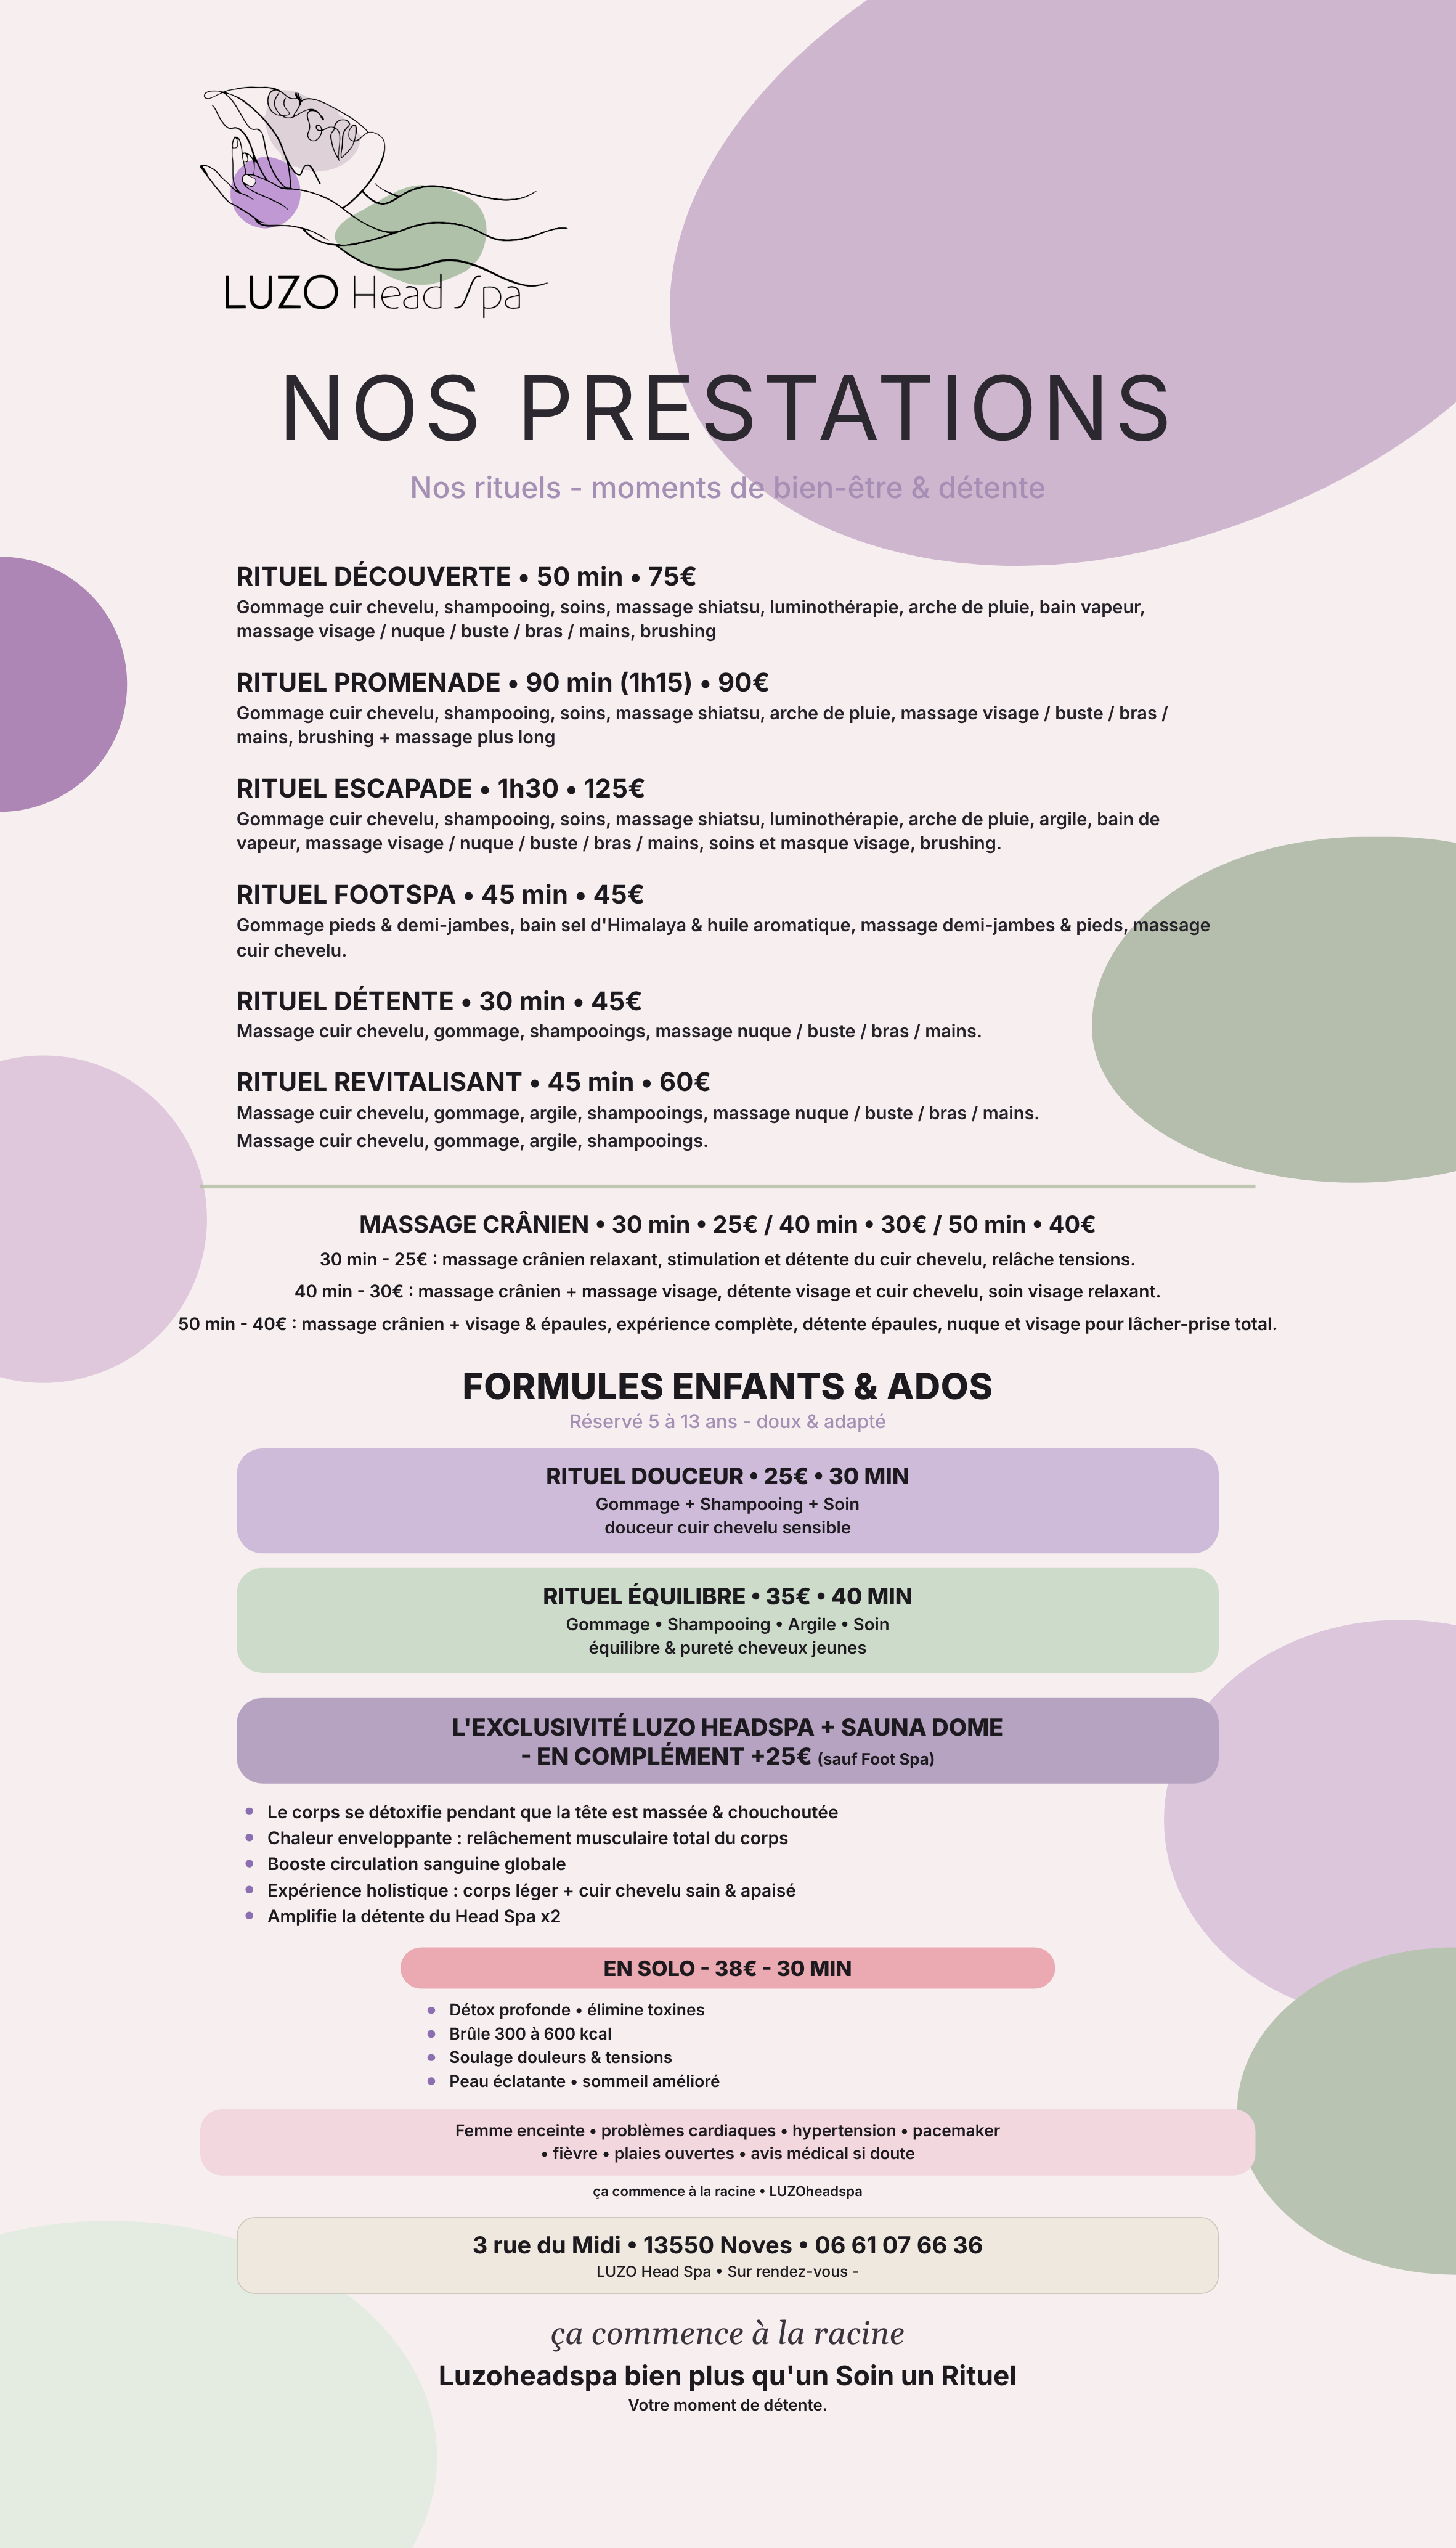 LUZO Head Spa
NOS PRESTATIONS
Nos rituels - moments de bien-être & détente
RITUEL DÉCOUVERTE • 50 min • 75€
Gommage cuir chevelu, shampooing, soins, massage shiatsu, luminothérapie, arche de pluie, bain vapeur,
massage visage / nuque / buste / bras / mains, brushing
RITUEL PROMENADE • 90 min (1h15) • 90€
Gommage cuir chevelu, shampooing, soins, massage shiatsu, arche de pluie, massage visage / buste / bras /
mains, brushing + massage plus long
RITUEL ESCAPADE • 1h30 • 125€
Gommage cuir chevelu, shampooing, soins, massage shiatsu, luminothérapie, arche de pluie, argile, bain de
vapeur, massage visage / nuque / buste / bras / mains, soins et masque visage, brushing.
RITUEL FOOTSPA • 45 min • 45€
Gommage pieds & demi-jambes, bain sel d'Himalaya & huile aromatique, massage demi-jambes & pieds, massage
cuir chevelu.
RITUEL DÉTENTE • 30 min • 45€
Massage cuir chevelu, gommage, shampooings, massage nuque / buste / bras / mains.
RITUEL REVITALISANT • 45 min • 60€
Massage cuir chevelu, gommage, argile, shampooings, massage nuque / buste / bras / mains.
Massage cuir chevelu, gommage, argile, shampooings.
MASSAGE CRÂNIEN • 30 min • 25€ / 40 min • 30€ / 50 min • 40€
30 min - 25€ : massage crânien relaxant, stimulation et détente du cuir chevelu, relâche tensions.
40 min - 30€ : massage crânien + massage visage, détente visage et cuir chevelu, soin visage relaxant.
50 min - 40€ : massage crânien + visage & épaules, expérience complète, détente épaules, nuque et visage pour lâcher-prise total.
FORMULES ENFANTS & ADOS
Réservé 5 à 13 ans - doux & adapté
RITUEL DOUCEUR • 25€ • 30 MIN
Gommage + Shampooing + Soin
douceur cuir chevelu sensible
RITUEL ÉQUILIBRE • 35€ • 40 MIN
Gommage • Shampooing • Argile • Soin
équilibre & pureté cheveux jeunes
L'EXCLUSIVITÉ LUZO HEADSPA + SAUNA DOME
- EN COMPLÉMENT +25€ (sauf Foot Spa)
• Le corps se détoxifie pendant que la tête est massée & chouchoutée
• Chaleur enveloppante : relâchement musculaire total du corps
• Booste circulation sanguine globale
• Expérience holistique : corps léger + cuir chevelu sain & apaisé
• Amplifie la détente du Head Spa x2
EN SOLO - 38€ - 30 MIN
• Détox profonde • élimine toxines
• Brûle 300 à 600 kcal
• Soulage douleurs & tensions
• Peau éclatante • sommeil amélioré
Femme enceinte • problèmes cardiaques • hypertension • pacemaker
• fièvre • plaies ouvertes • avis médical si doute
ça commence à la racine • LUZOheadspa
3 rue du Midi • 13550 Noves • 06 61 07 66 36
LUZO Head Spa • Sur rendez-vous -
ça commence à la racine
Luzoheadspa bien plus qu'un Soin un Rituel
Votre moment de détente.